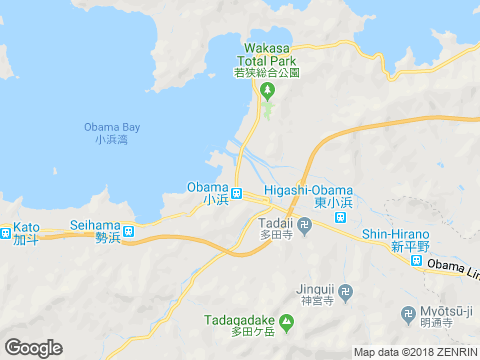 Wakasa
Total Park
若狭総合公園
Obama Bay
小浜湾
Obama
小浜
Higashi-Obama
東小浜
Kato
加斗
Seihama
勢浜
Tadaji
多田寺
Shin-Hirano
新平野
Obama Lin
Jinguji
神宮寺
Myōtsū-ji
明通寺
Tadagadake
多田ケ岳
Google
Map data ©2018 ZENRIN